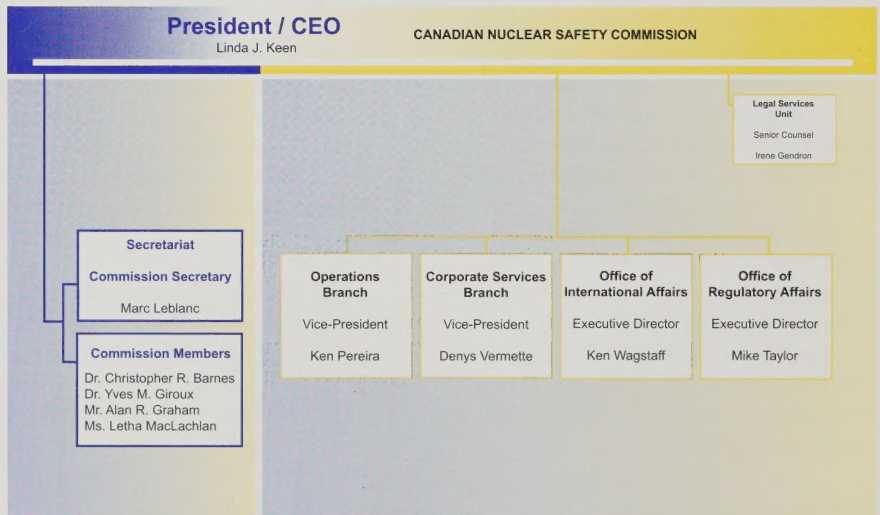 President / CEO
Linda J. Keen
CANADIAN NUCLEAR SAFETY COMMISSION
Legal Services
Unit
Senior Counsel
Irene Gendron
Secretariat
Commission Secretary
Marc Leblanc
Commission Members
Dr. Christopher R. Barnes
Dr. Yves M. Giroux
Mr. Alan R. Graham
Ms. Letha MacLachlan
Operations
Branch
Vice-President
Ken Pereira
Corporate Services
Branch
Vice-President
Denys Vermette
Office of
International Affairs
Executive Director
Ken Wagstaff
Office of
Regulatory Affairs
Executive Director
Mike Taylor